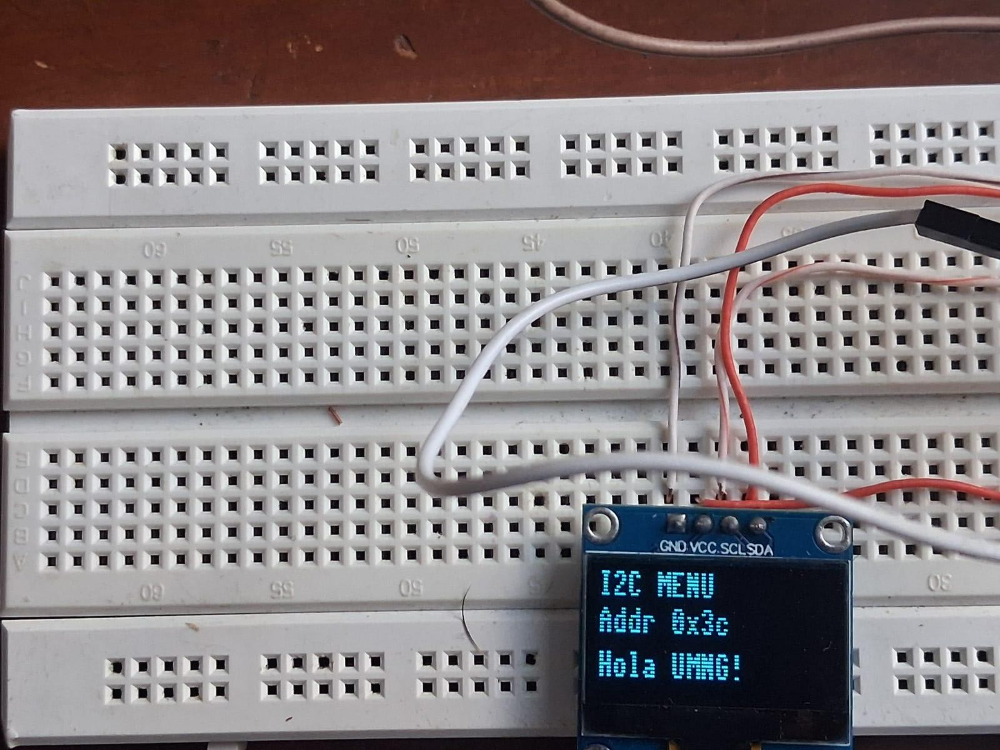 60 55 50 45 40
J
I
H
G
F
E
D
C
B
A
60 55 50 45 30
GND VCC SCL SDA
I2C MENU
Addr 0x3c
Hola UMNG!